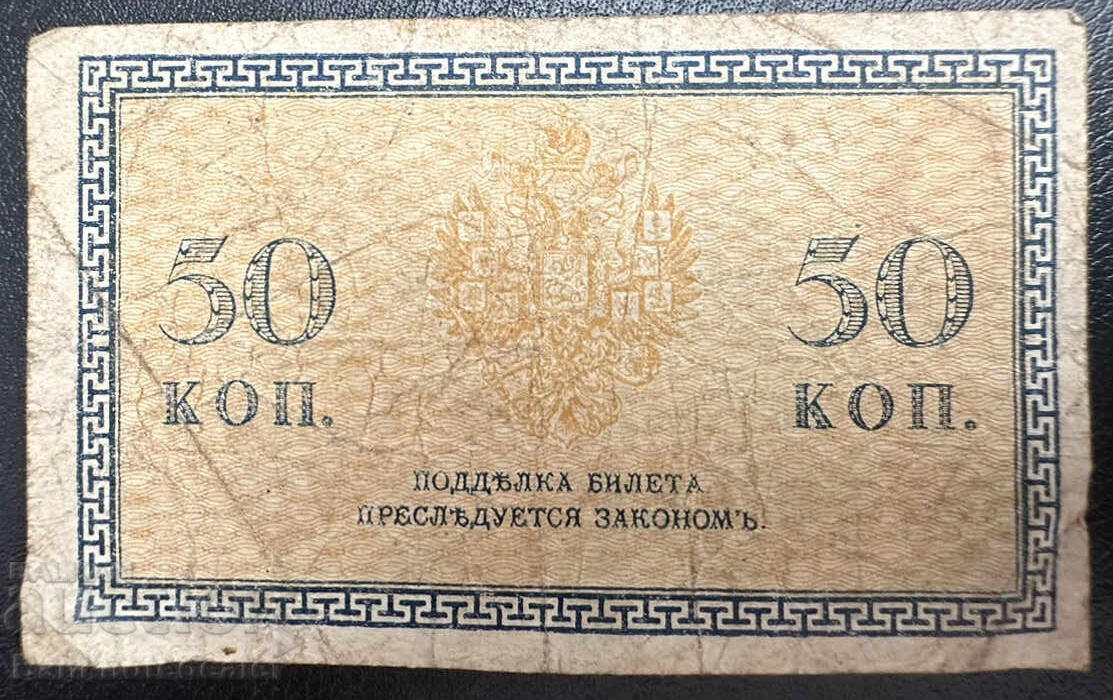 50 50
КОП. КОП.
ПОДДѢЛКА БИЛЕТА
ПРЕСЛѢДУЕТСЯ ЗАКОНОМЪ.